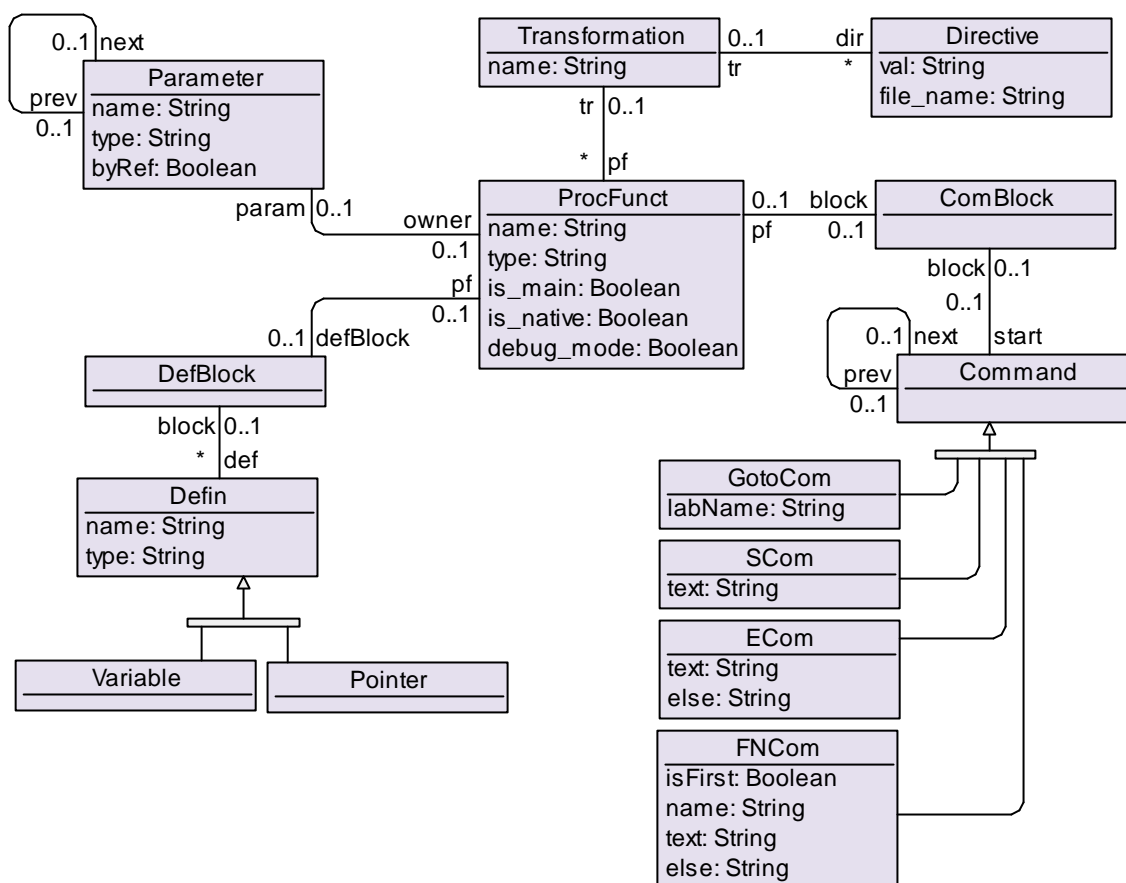 Transformation
name: String
0..1
tr
dir
*
Directive
val: String
file_name: String
0..1 next
prev
0..1
Parameter
name: String
type: String
byRef: Boolean
tr 0..1
* pf
param 0..1
owner
0..1
ProcFunct
name: String
type: String
is_main: Boolean
is_native: Boolean
debug_mode: Boolean
0..1
pf
block
0..1
ComBlock
pf
0..1
0..1 defBlock
block 0..1
0..1
start
DefBlock
0..1 next
prev
0..1
Command
block 0..1
* def
Defin
name: String
type: String
GotoCom
labName: String
SCom
text: String
Variable
Pointer
ECom
text: String
else: String
FNCom
isFirst: Boolean
name: String
text: String
else: String